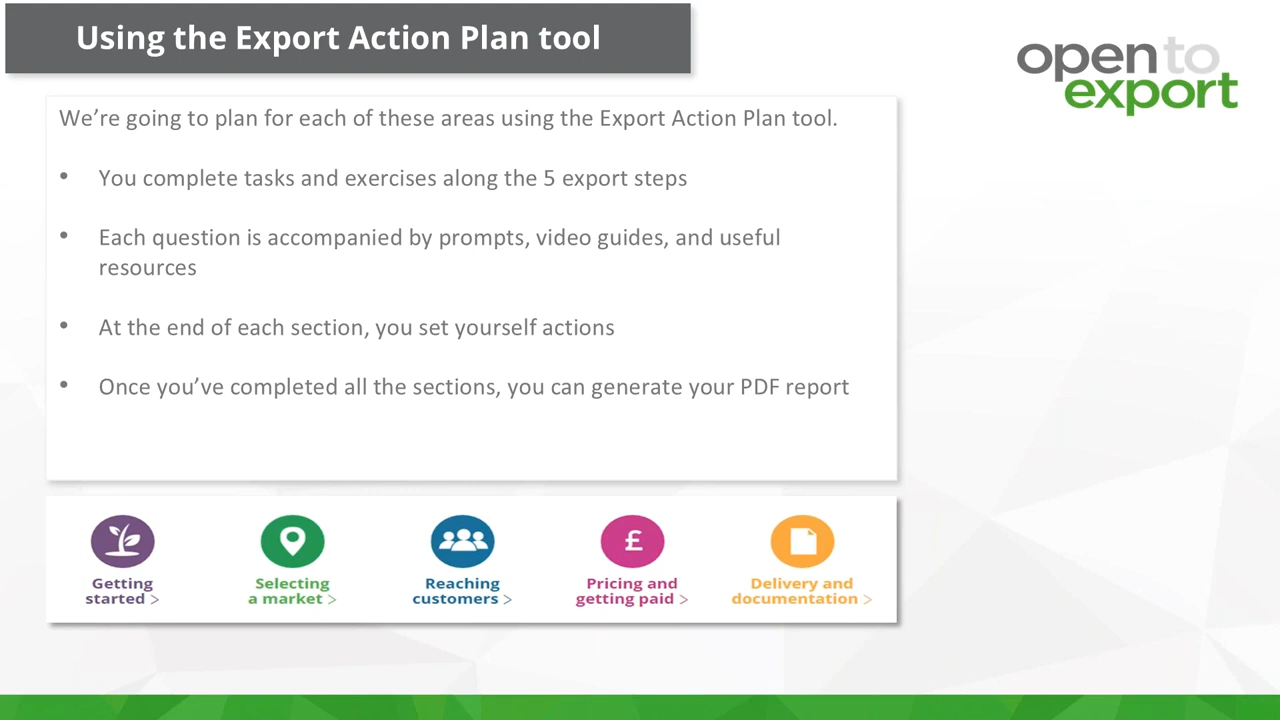 Using the Export Action Plan tool
open to
export
We’re going to plan for each of these areas using the Export Action Plan tool.
• You complete tasks and exercises along the 5 export steps
• Each question is accompanied by prompts, video guides, and useful
resources
• At the end of each section, you set yourself actions
• Once you’ve completed all the sections, you can generate your PDF report
£
Getting
started >
Selecting
a market >
Reaching
customers >
Pricing and
getting paid >
Delivery and
documentation >